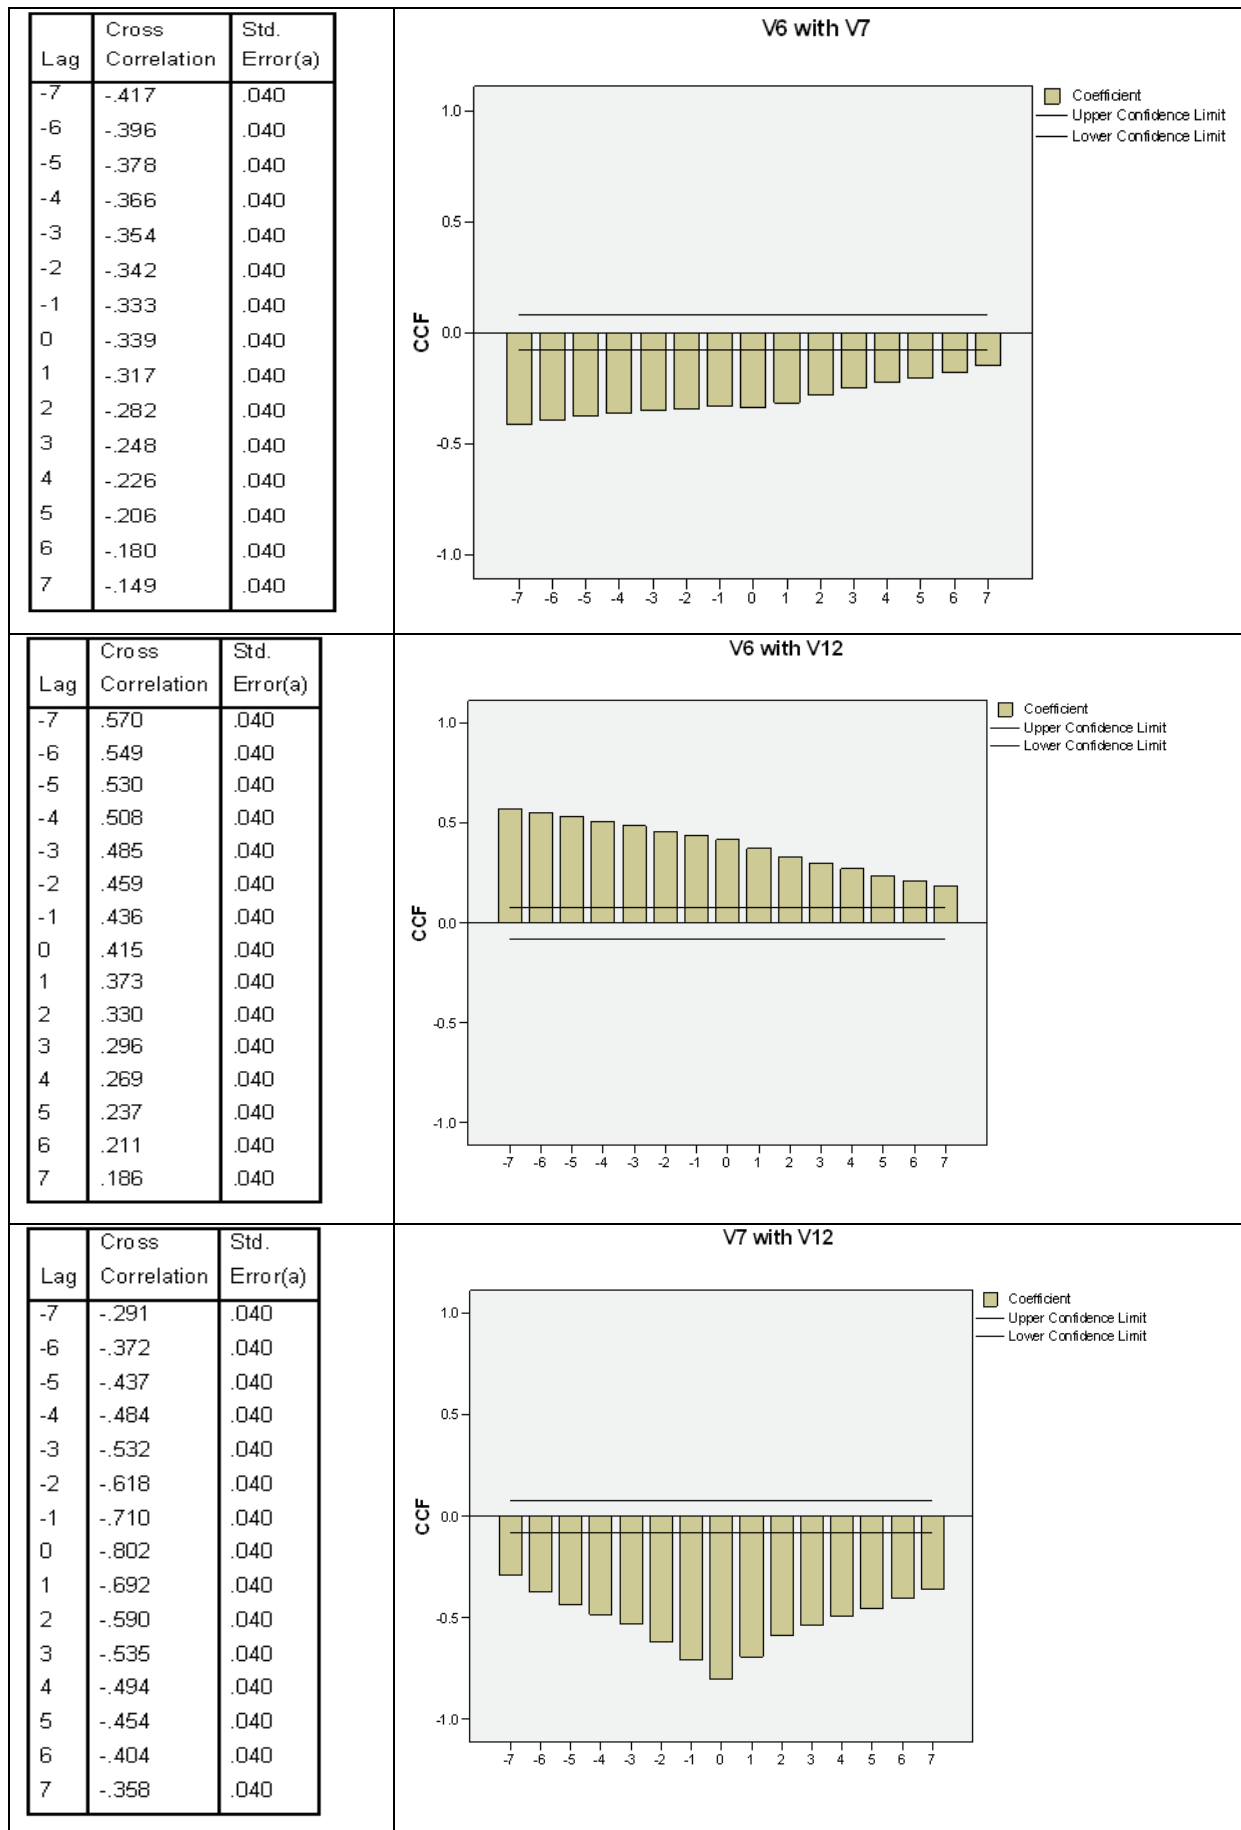 Cross Std.
Lag Correlation Error(a)
-7 -.417 .040
-6 -.396 .040
-5 -.378 .040
-4 -.366 .040
-3 -.354 .040
-2 -.342 .040
-1 -.333 .040
0 -.339 .040
1 -.317 .040
2 -.282 .040
3 -.248 .040
4 -.226 .040
5 -.206 .040
6 -.180 .040
7 -.149 .040
V6 with V7
Coefficient
Upper Confidence Limit
Lower Confidence Limit
1.0
0.5
0.0
-0.5
-1.0
CCF
-7 -6 -5 -4 -3 -2 -1 0 1 2 3 4 5 6 7
Cross Std.
Lag Correlation Error(a)
-7 .570 .040
-6 .549 .040
-5 .530 .040
-4 .508 .040
-3 .485 .040
-2 .459 .040
-1 .436 .040
0 .415 .040
1 .373 .040
2 .330 .040
3 .296 .040
4 .269 .040
5 .237 .040
6 .211 .040
7 .186 .040
V6 with V12
Coefficient
Upper Confidence Limit
Lower Confidence Limit
1.0
0.5
0.0
-0.5
-1.0
CCF
-7 -6 -5 -4 -3 -2 -1 0 1 2 3 4 5 6 7
Cross Std.
Lag Correlation Error(a)
-7 -.291 .040
-6 -.372 .040
-5 -.437 .040
-4 -.484 .040
-3 -.532 .040
-2 -.618 .040
-1 -.710 .040
0 -.802 .040
1 -.692 .040
2 -.590 .040
3 -.535 .040
4 -.494 .040
5 -.454 .040
6 -.404 .040
7 -.358 .040
V7 with V12
Coefficient
Upper Confidence Limit
Lower Confidence Limit
1.0
0.5
0.0
-0.5
-1.0
CCF
-7 -6 -5 -4 -3 -2 -1 0 1 2 3 4 5 6 7